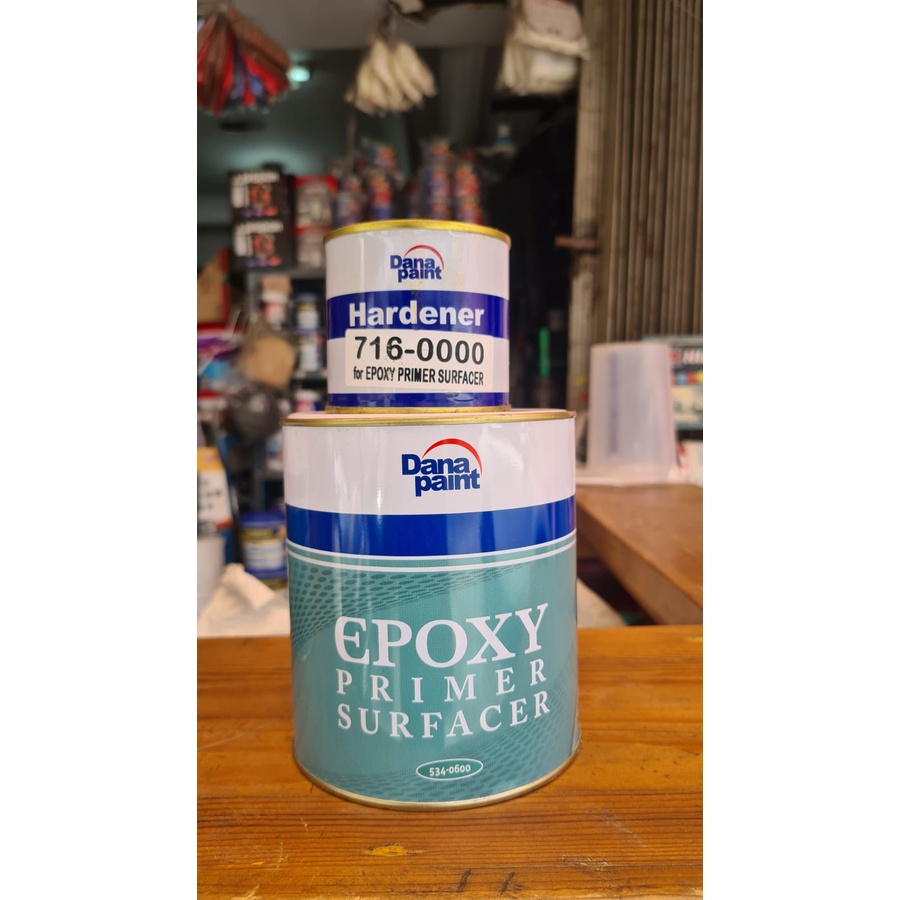 Dana
paint
Hardener
716-0000
for EPOXY PRIMER SURFACER
Dana
paint
EPOXY
PRIMER
SURFACER
534-0600